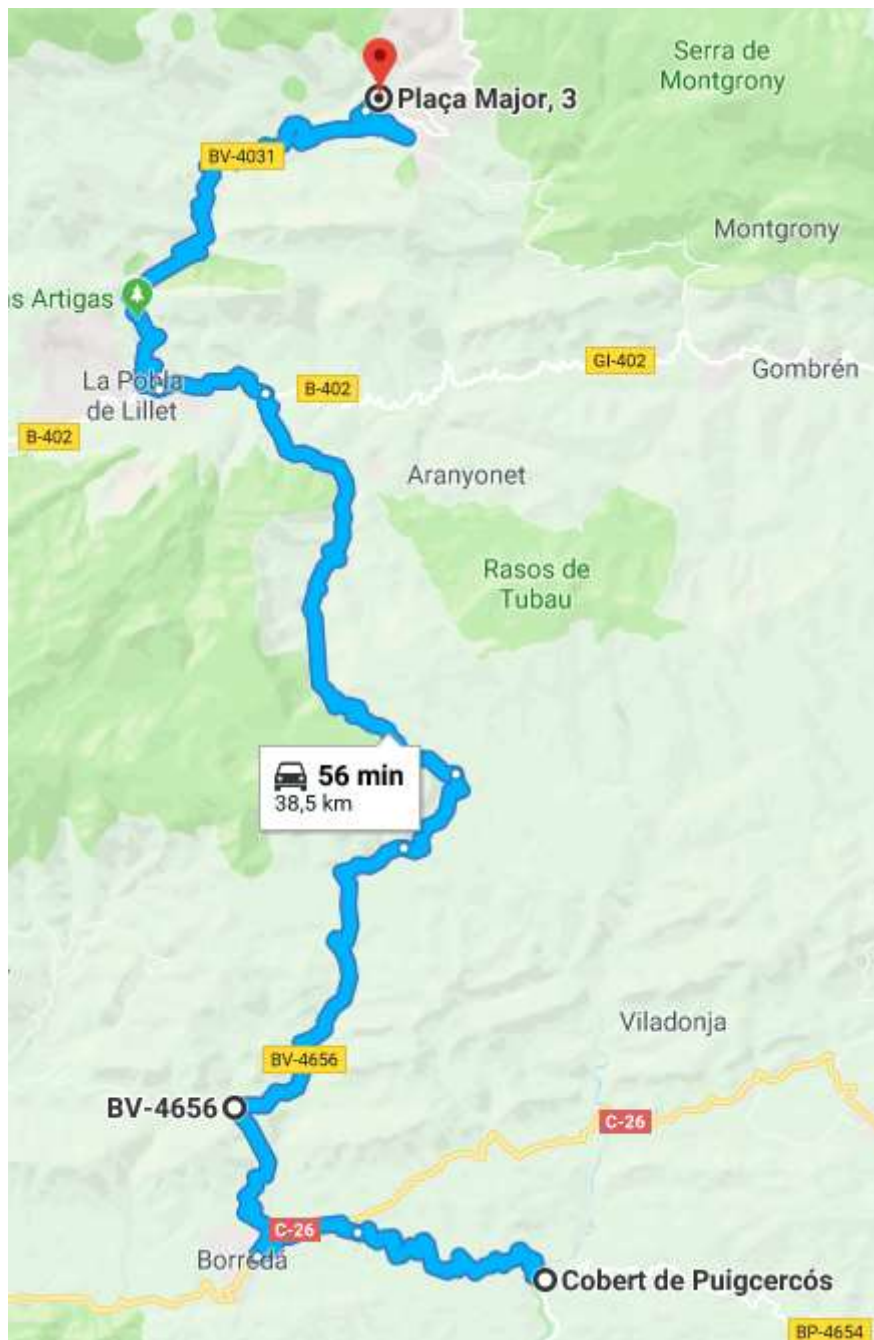 Serra de
Montgrony
Plaça Major, 3
BV-4031
Montgrony
as Artigas
La Pobla
de Lillet
B-402
GI-402
Gombrén
B-402
Aranyonet
Rasos de
Tubau
56 min
38,5 km
Viladonja
BV-4656
BV-4656
C-26
C-26
Borredà
Cobert de Puigcercós
BP-4654